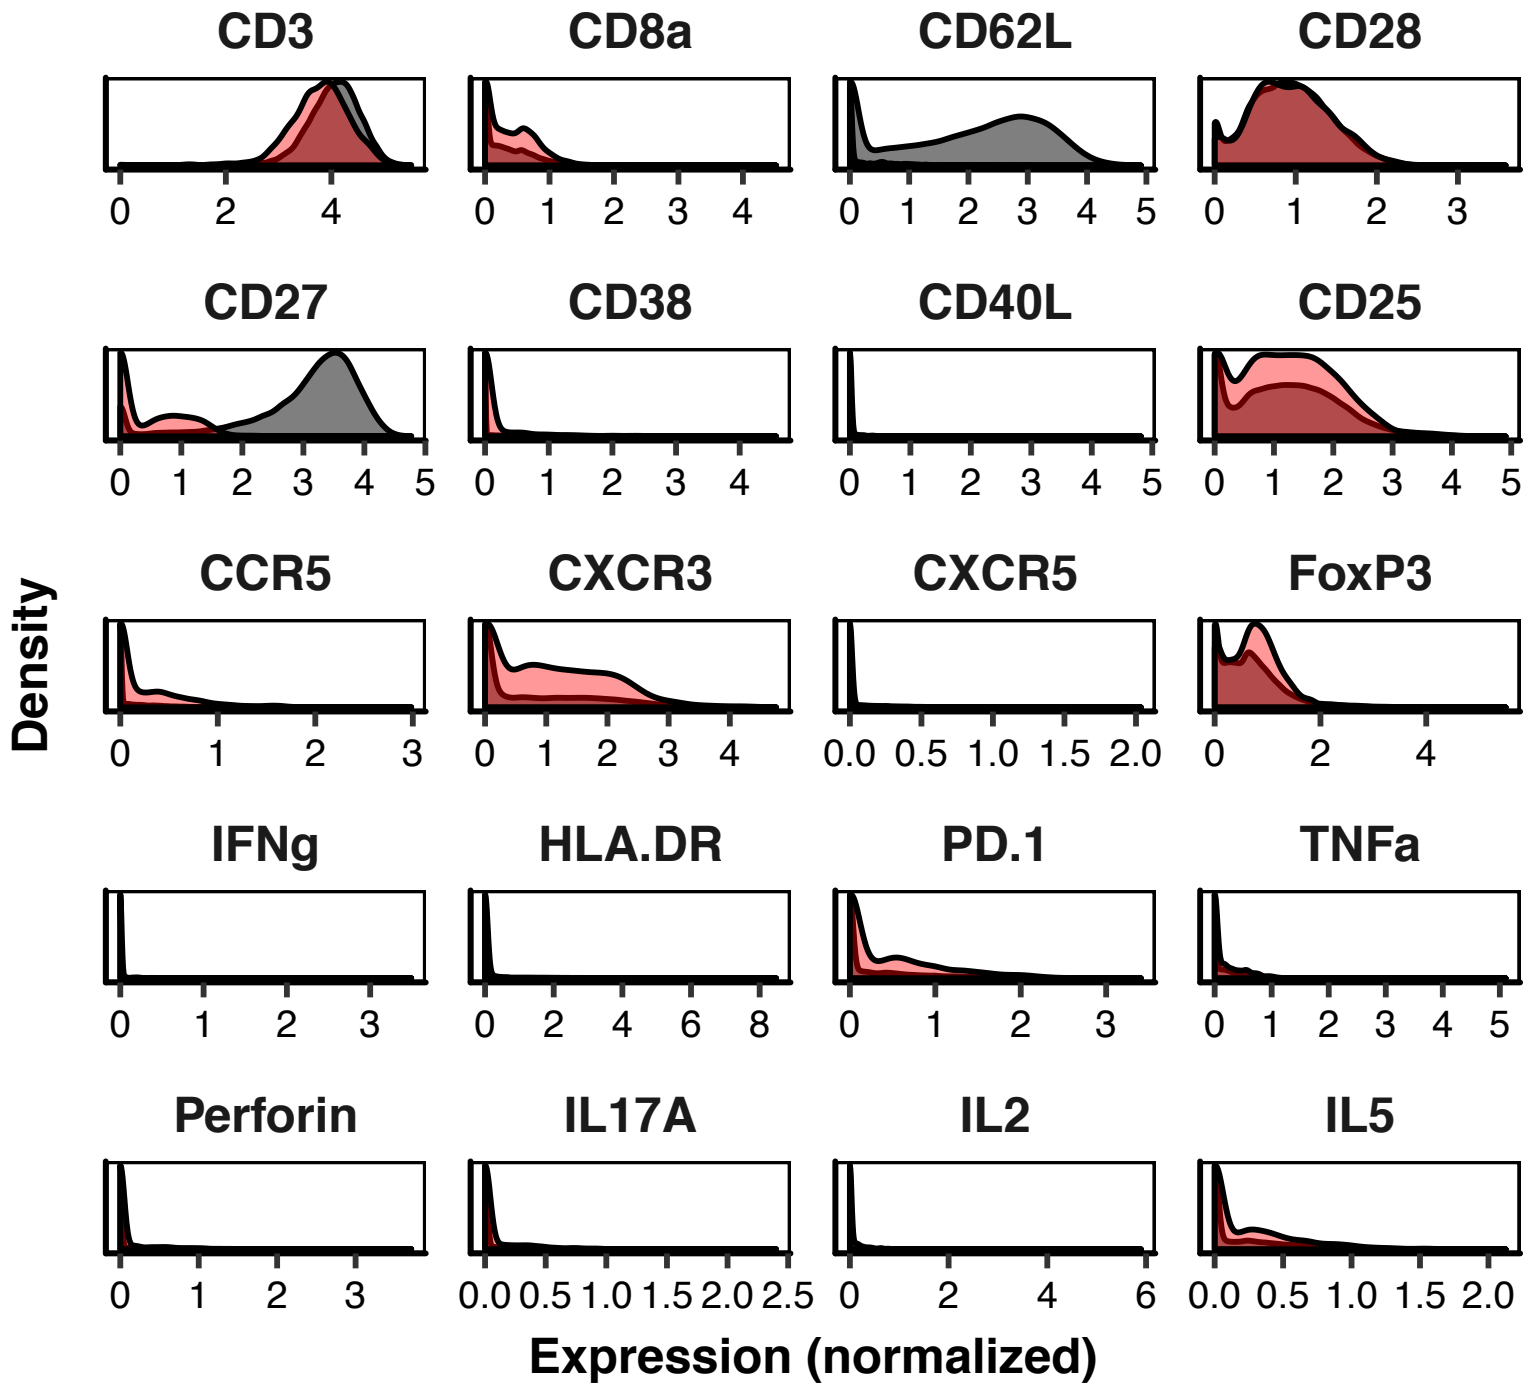 CD3 CD8a CD62L CD28
0 2 4 0 1 2 3 4 0 1 2 3 4 5 0 1 2 3
CD27 CD38 CD40L CD25
0 1 2 3 4 5 0 1 2 3 4 0 1 2 3 4 5 0 1 2 3 4 5
CCR5 CXCR3 CXCR5 FoxP3
Density
0 1 2 3 0 1 2 3 4 0.0 0.5 1.0 1.5 2.0 0 2 4
IFNg HLA.DR PD.1 TNFa
0 1 2 3 0 2 4 6 8 0 1 2 3 0 1 2 3 4 5
Perforin IL17A IL2 IL5
0 1 2 3 0.0 0.5 1.0 1.5 2.0 2.5 0 2 4 6 0.0 0.5 1.0 1.5 2.0
Expression (normalized)